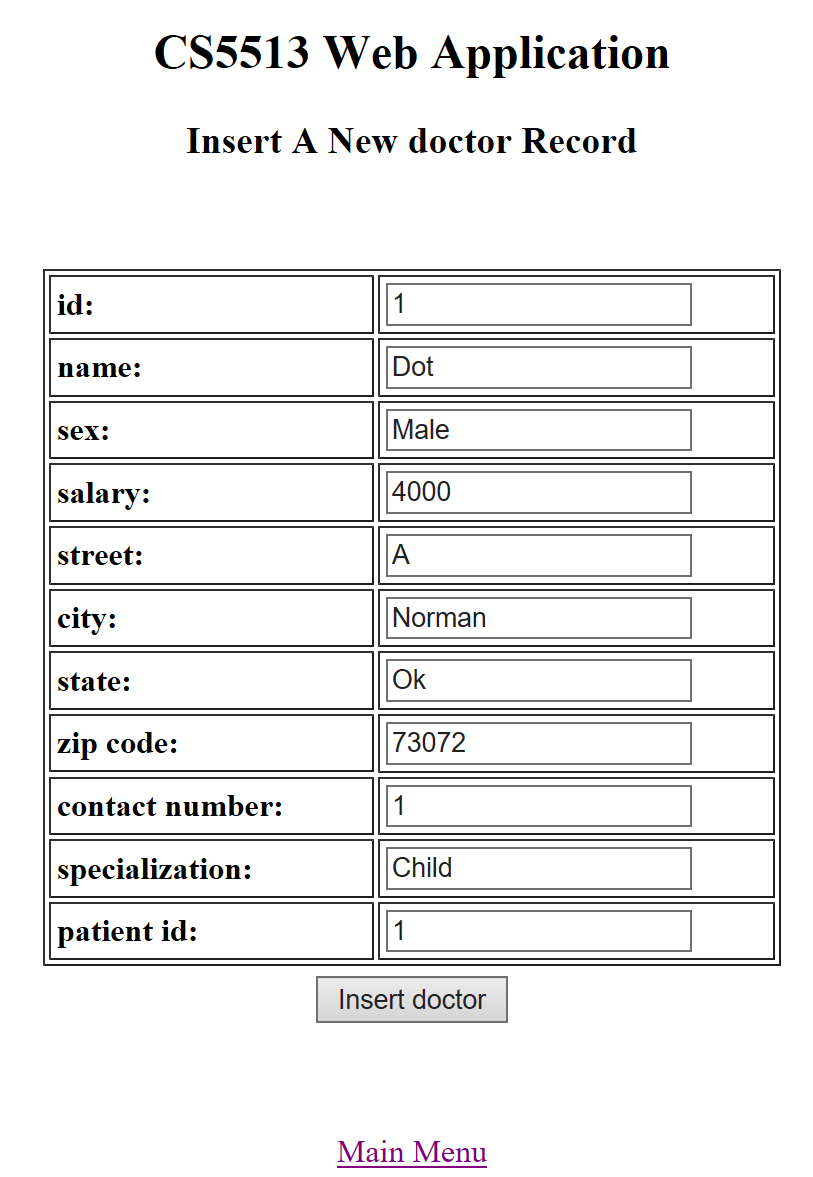 CS5513 Web Application
Insert A New doctor Record
id: 1
name: Dot
sex: Male
salary: 4000
street: A
city: Norman
state: Ok
zip code: 73072
contact number: 1
specialization: Child
patient id: 1
Insert doctor
Main Menu